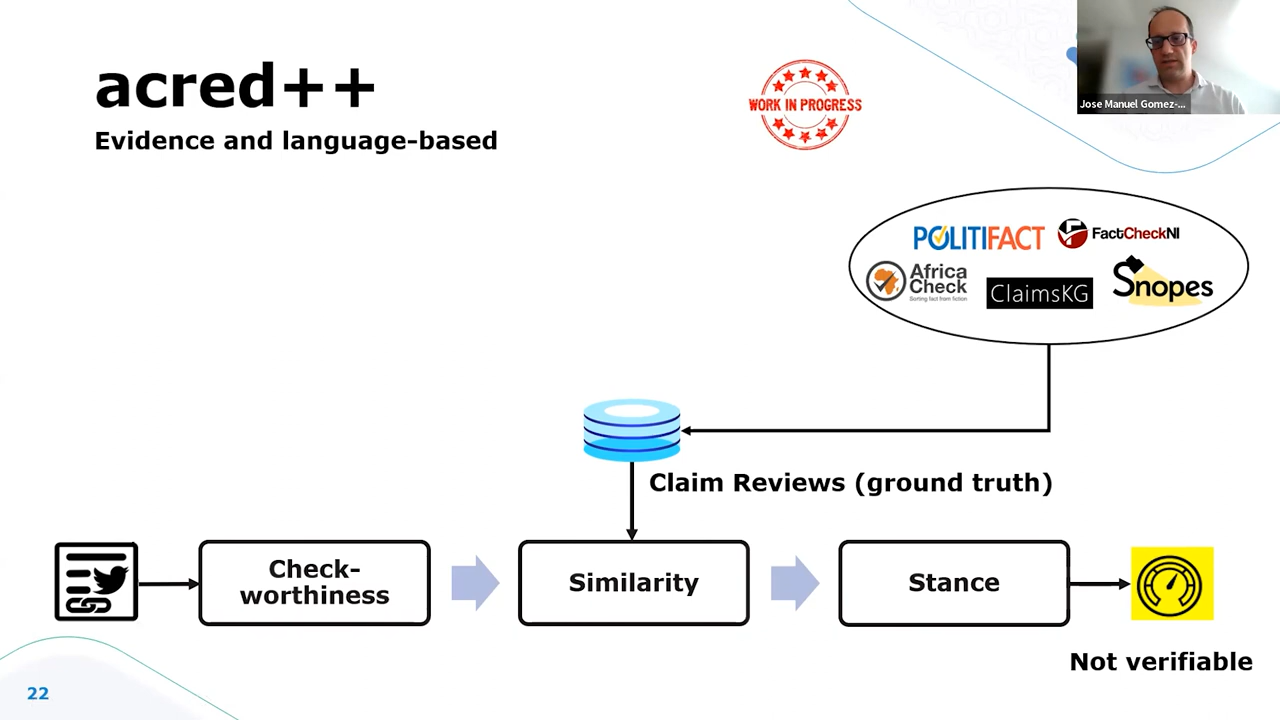 acred++
Evidence and language-based
WORK IN PROGRESS
Jose Manuel Gomez-...
POLITIFACT
FactCheckNI
Africa
Check
Sorting fact from fiction
ClaimsKG
Snopes
Claim Reviews (ground truth)
Check-
worthiness
Similarity
Stance
Not verifiable
22